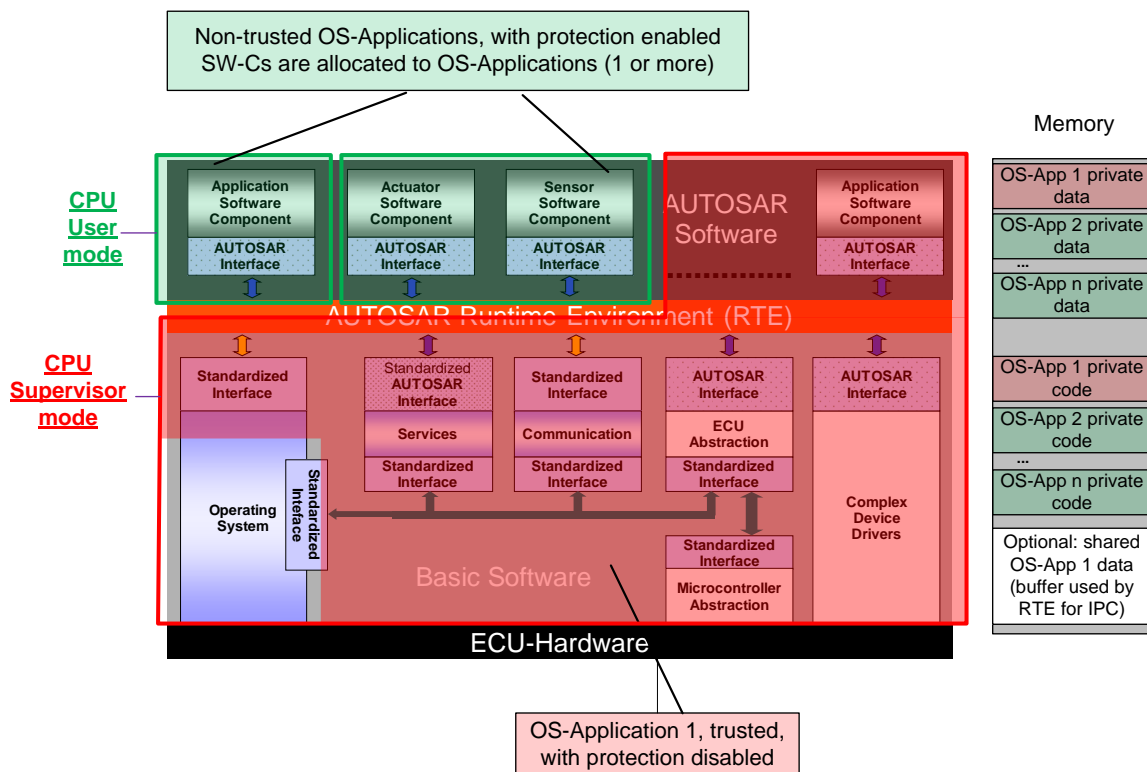 Non-trusted OS-Applications, with protection enabled
SW-Cs are allocated to OS-Applications (1 or more)
Memory
CPU
User
mode
Application
Software
Component
AUTOSAR
Interface
Actuator
Software
Component
AUTOSAR
Interface
Sensor
Software
Component
AUTOSAR
Interface
AUTOSAR
Software
Application
Software
Component
AUTOSAR
Interface
AUTOSAR Runtime Environment (RTE)
CPU
Supervisor
mode
Standardized
Interface
Operating
System
Standardized
Inteface
Standardized
AUTOSAR
Interface
Services
Standardized
Interface
Standardized
Interface
Communication
Standardized
Interface
AUTOSAR
Interface
ECU
Abstraction
Standardized
Interface
Standardized
Interface
Microcontroller
Abstraction
AUTOSAR
Interface
Complex
Device
Drivers
Basic Software
ECU-Hardware
OS-Application 1, trusted,
with protection disabled
OS-App 1 private
data
OS-App 2 private
data
...
OS-App n private
data
OS-App 1 private
code
OS-App 2 private
code
...
OS-App n private
code
Optional: shared
OS-App 1 data
(buffer used by
RTE for IPC)